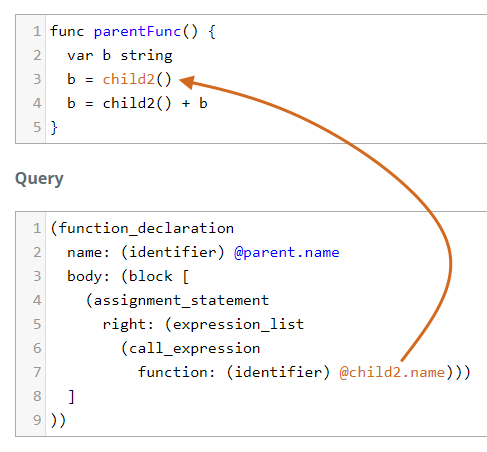 1 func parentFunc() {
2   var b string
3   b = child2()
4   b = child2() + b
5 }
Query
1 (function_declaration
2   name: (identifier) @parent.name
3   body: (block [
4     (assignment_statement
5       right: (expression_list
6         (call_expression
7           function: (identifier) @child2.name)))
8   ]
9 ))